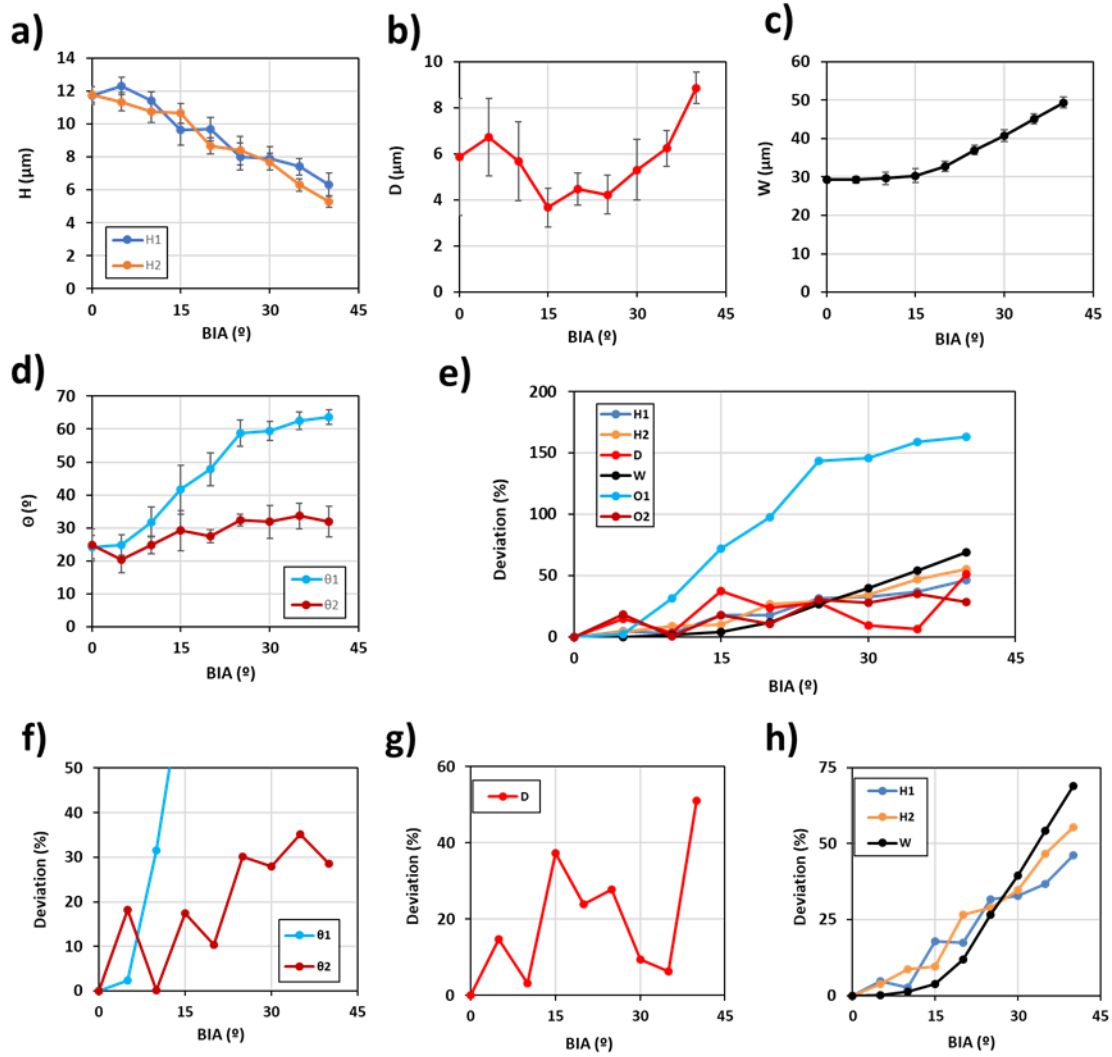 a)
14
12
10
8
6
4
2
0
H (µm)
H1
H2
0 15 30 45
BIA (º)
b)
10
8
6
4
2
0
D (µm)
0 15 30 45
BIA (º)
c)
60
50
40
30
20
10
0
W (µm)
0 15 30 45
BIA (º)
d)
70
60
50
40
30
20
10
0
Θ (º)
θ1
θ2
0 15 30 45
BIA (º)
e)
200
150
100
50
0
Deviation (%)
H1
H2
D
W
O1
O2
0 15 30 45
BIA (º)
f)
50
40
30
20
10
0
Deviation (%)
θ1
θ2
0 15 30 45
BIA (º)
g)
60
40
20
0
Deviation (%)
D
0 15 30 45
BIA (º)
h)
75
50
25
0
Deviation (%)
H1
H2
W
0 15 30 45
BIA (º)